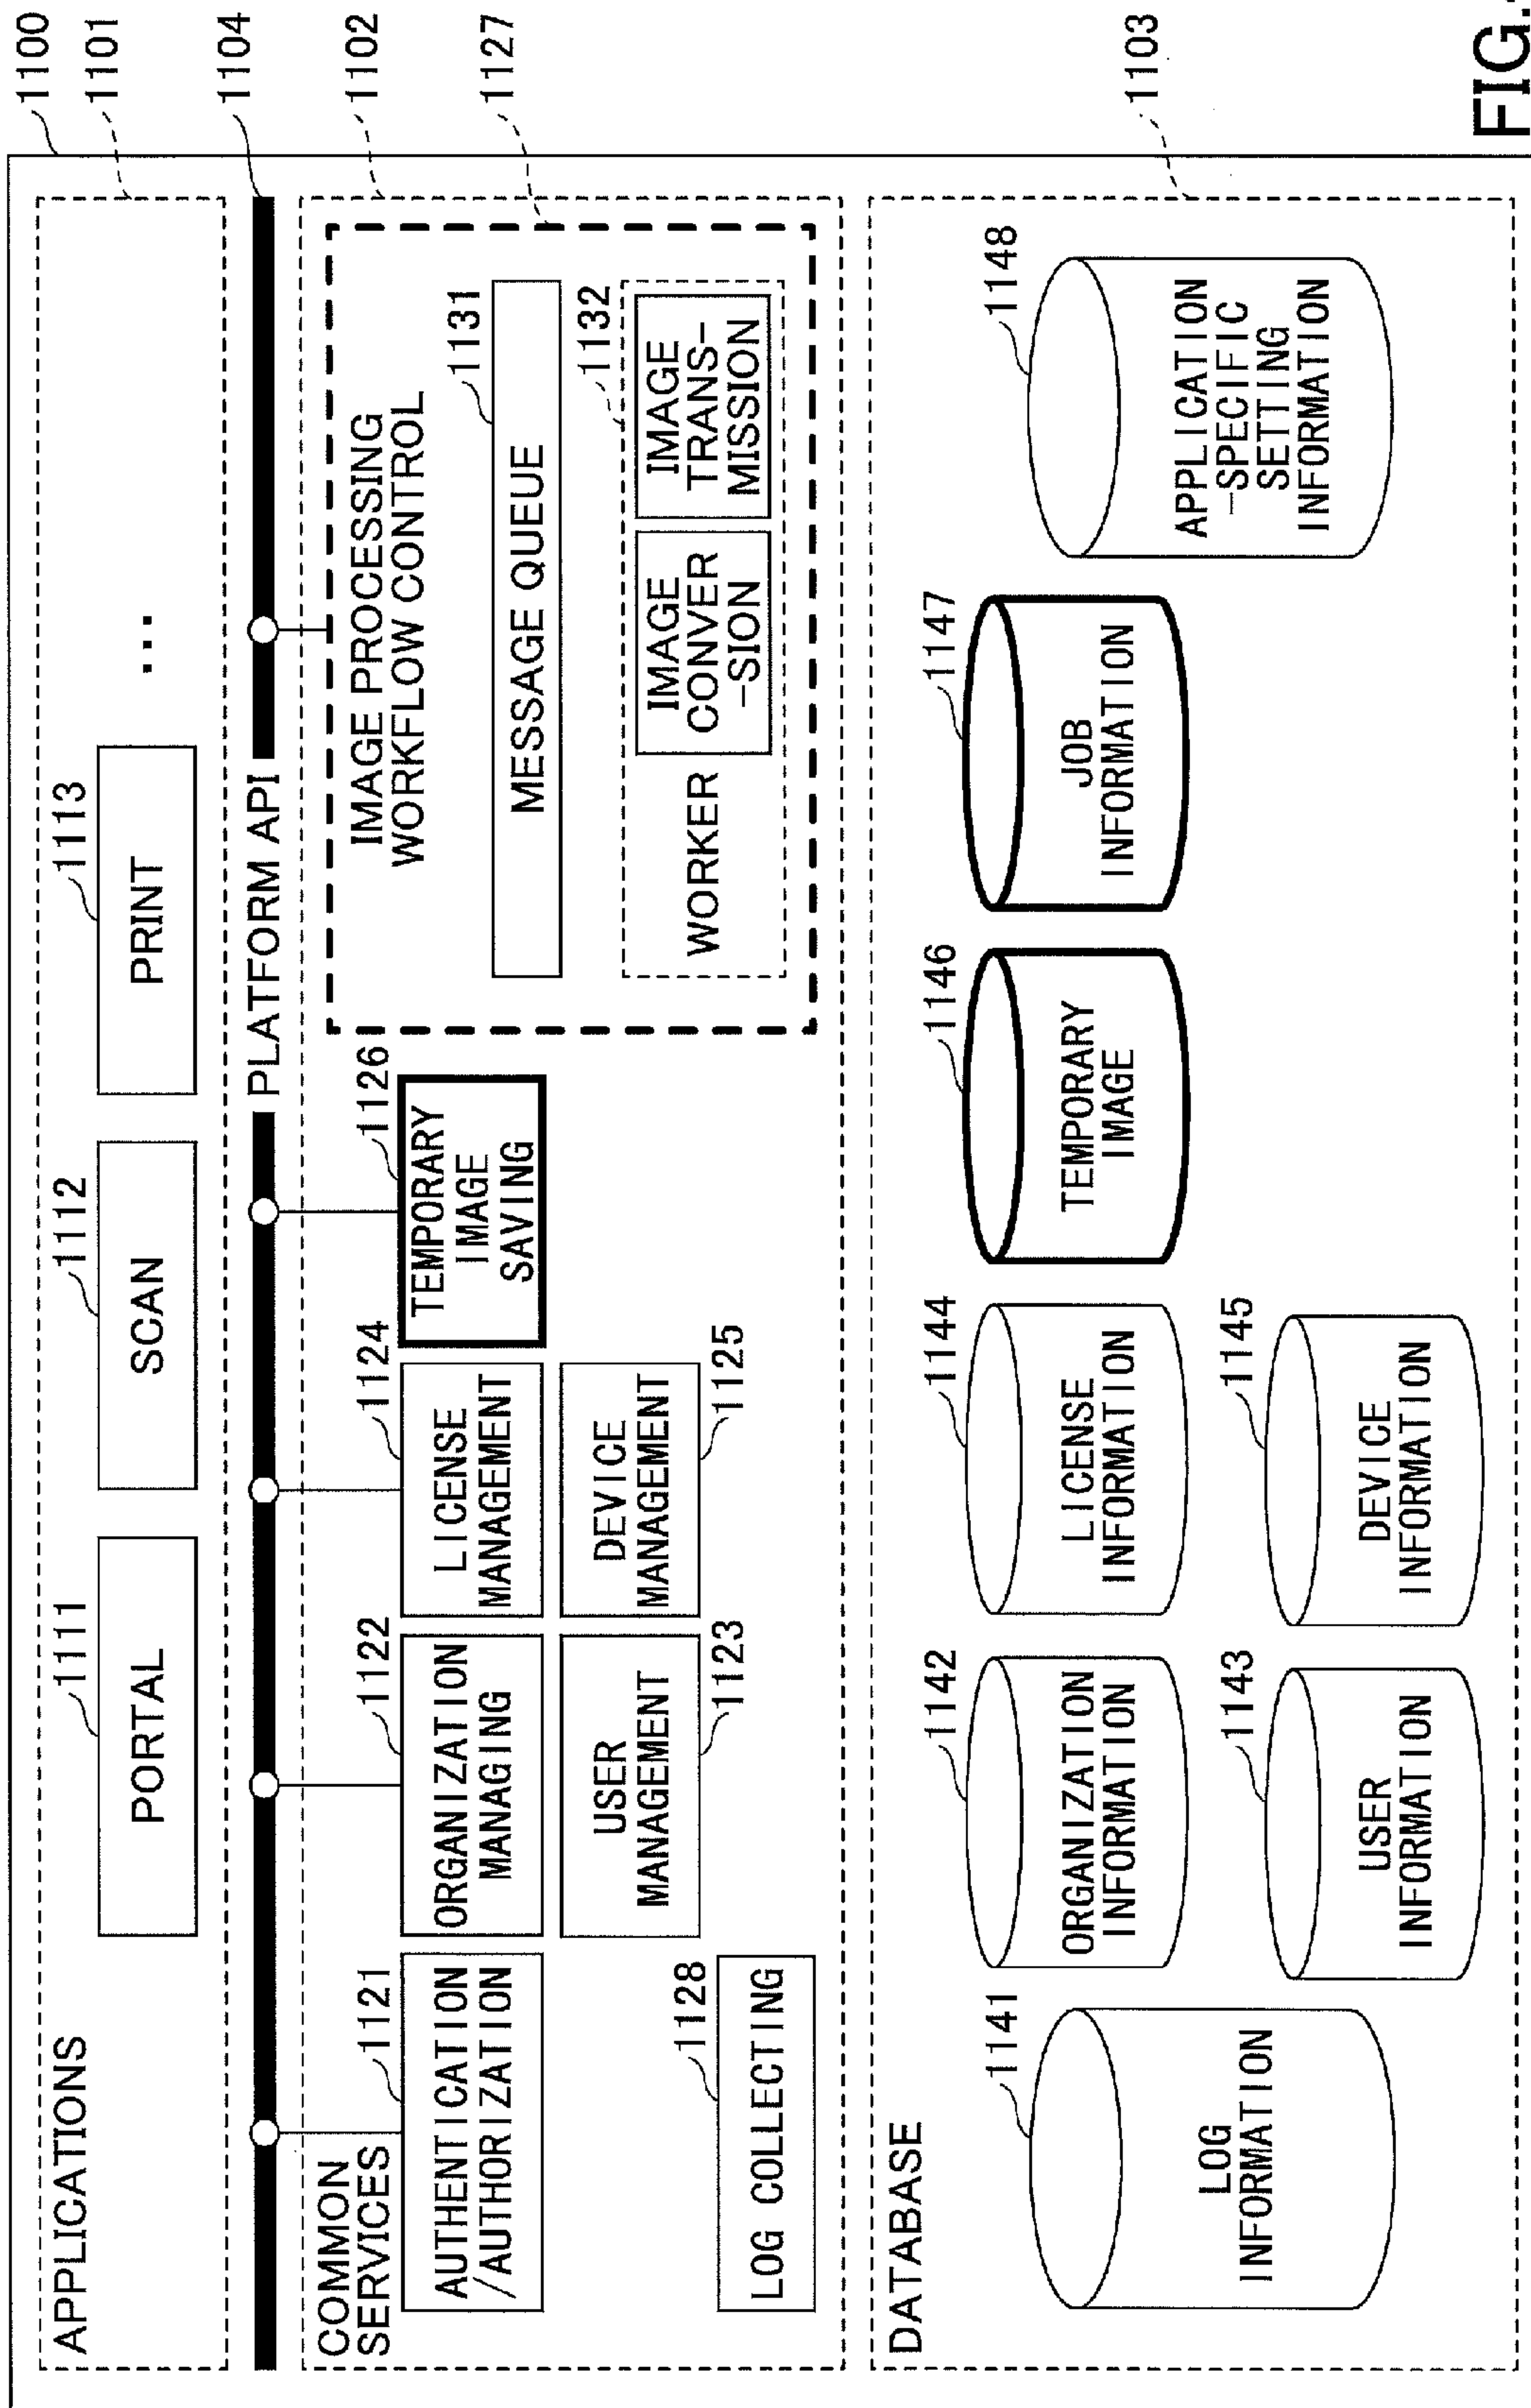 1100
1101
1104
1102
1127
1103
APPLICATIONS
1111
PORTAL
1112
SCAN
1113
PRINT
...
PLATFORM API
COMMON
SERVICES
1121
AUTHENTICATION
/AUTHORIZATION
1122
ORGANIZATION
MANAGING
1124
LICENSE
MANAGEMENT
1126
TEMPORARY
IMAGE
SAVING
USER
MANAGEMENT
1123
DEVICE
MANAGEMENT
1125
1128
LOG COLLECTING
IMAGE PROCESSING
WORKFLOW CONTROL
1131
MESSAGE QUEUE
1132
WORKER
IMAGE
CONVER
-SION
IMAGE
TRANS-
MISSION
DATABASE
1141
LOG
INFORMATION
1142
ORGANIZATION
INFORMATION
1143
USER
INFORMATION
1144
LICENSE
INFORMATION
1145
DEVICE
INFORMATION
1146
TEMPORARY
IMAGE
1147
JOB
INFORMATION
1148
APPLICATION
-SPECIFIC
SETTING
INFORMATION
FIG.